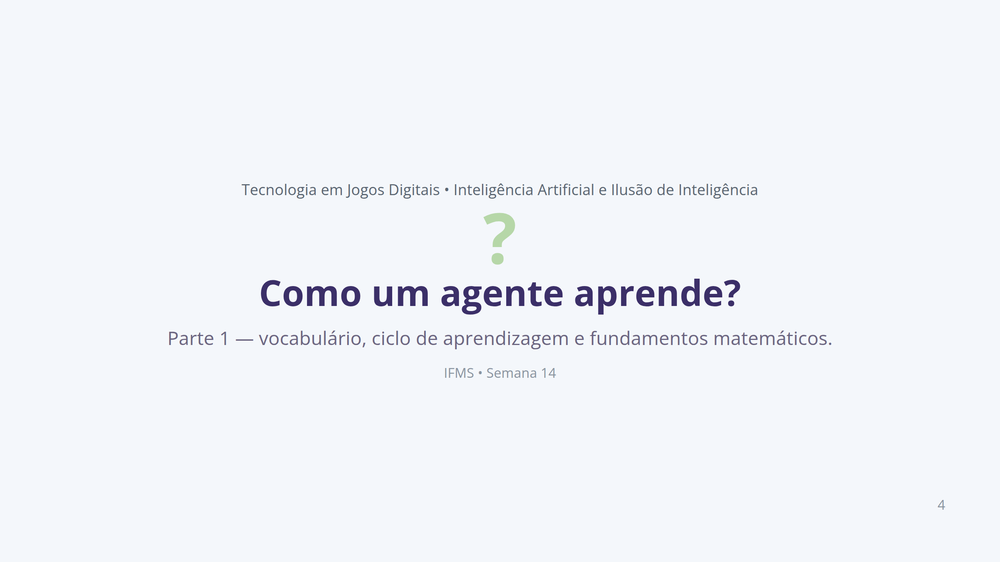 Tecnologia em Jogos Digitais • Inteligência Artificial e Ilusão de Inteligência
?
Como um agente aprende?
Parte 1 — vocabulário, ciclo de aprendizagem e fundamentos matemáticos.
IFMS • Semana 14
4